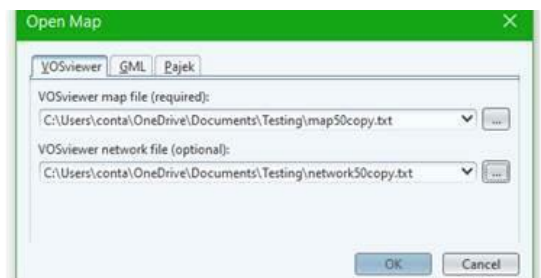 Open Map
VOSviewer GML Pajek
VOSviewer map file (required):
C:\Users\conta\OneDrive\Documents\Testing\map50copy.txt
...
VOSviewer network file (optional):
C:\Users\conta\OneDrive\Documents\Testing\network50copy.txt
...
OK Cancel